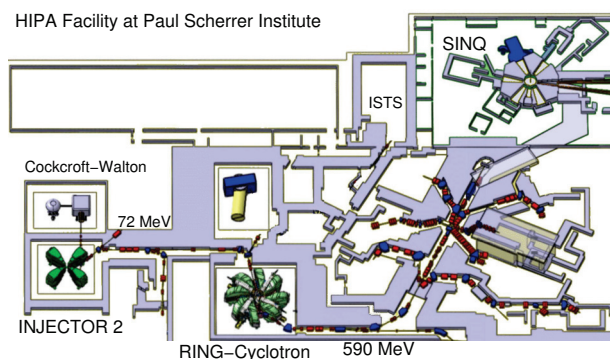 HIPA Facility at Paul Scherrer Institute
SINQ
ISTS
Cockcroft−Walton
72 MeV
INJECTOR 2
RING−Cyclotron
590 MeV